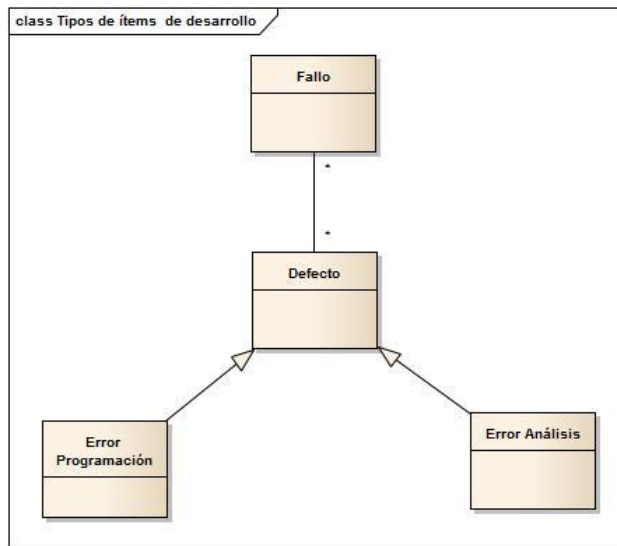 class Tipos de ítems de desarrollo
Fallo
*
*
Defecto
Error
Programación
Error Análisis